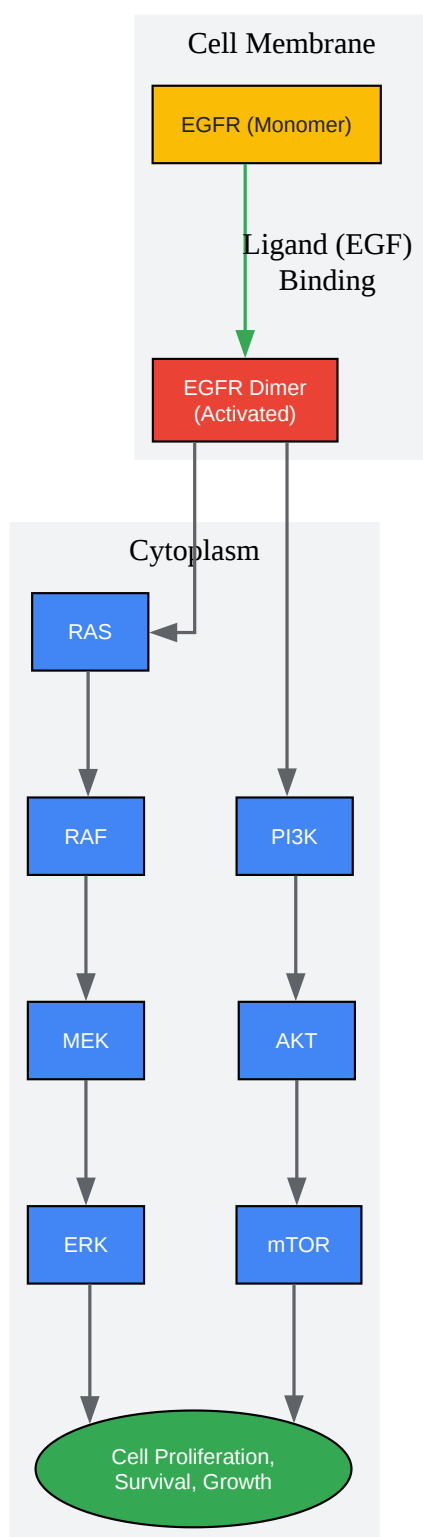 Cell Membrane
EGFR (Monomer)
Ligand (EGF)
Binding
EGFR Dimer
(Activated)
Cytoplasm
RAS
RAF
PI3K
MEK
AKT
ERK
mTOR
Cell Proliferation,
Survival, Growth